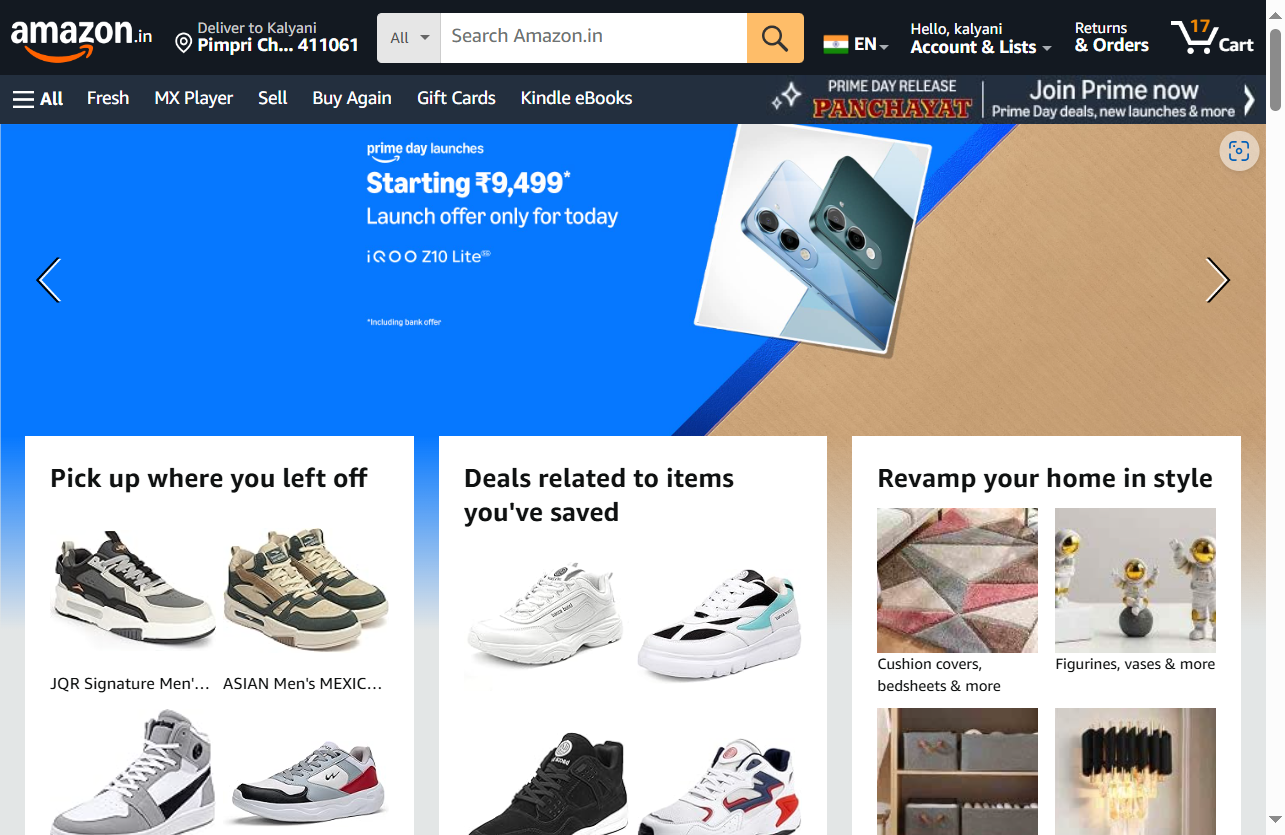 amazon.in
Deliver to Kalyani
Pimpri Ch... 411061
All
Search Amazon.in
EN
Hello, kalyani
Account & Lists
Returns
& Orders
17
Cart
All
Fresh
MX Player
Sell
Buy Again
Gift Cards
Kindle eBooks
PRIME DAY RELEASE
PANCHAYAT
Join Prime now
Prime Day deals, new launches & more
prime day launches
Starting ₹9,499*
Launch offer only for today
iQOO Z10 Lite 5G
*Including bank offer
Pick up where you left off
JQR Signature Men'...
ASIAN Men's MEXIC...
Deals related to items
you've saved
Revamp your home in style
Cushion covers,
bedsheets & more
Figurines, vases & more